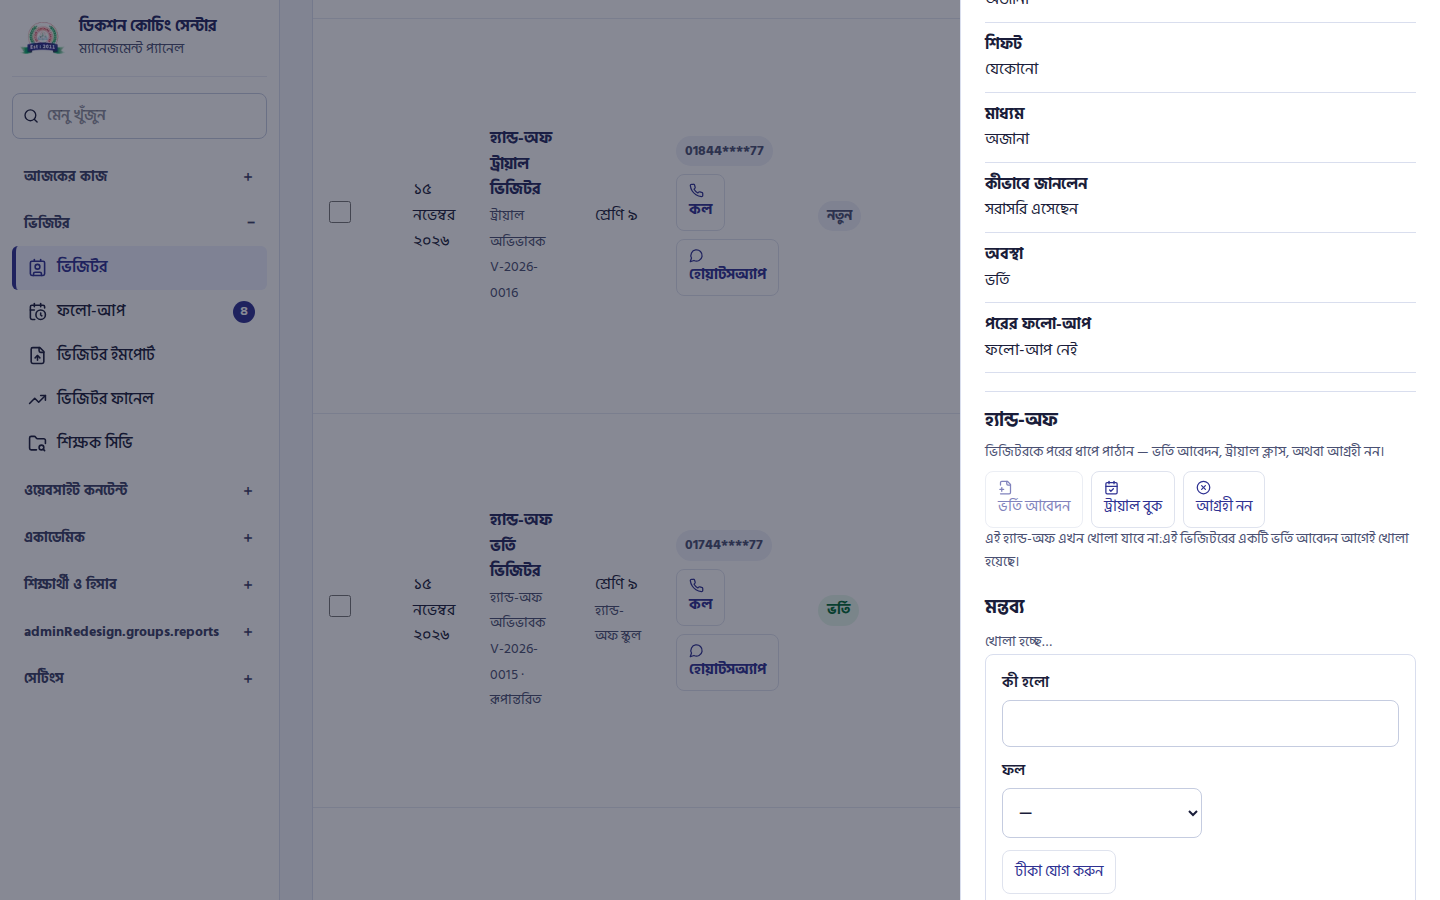 ডিকশন কোচিং সেন্টার
ম্যানেজমেন্ট প্যানেল
Est : 2011
মেনু খুঁজুন
আজকের কাজ +
ভিজিটর −
ভিজিটর
ফলো-আপ 8
ভিজিটর ইমপোর্ট
ভিজিটর ফানেল
শিক্ষক সিভি
ওয়েবসাইট কনটেন্ট +
একাডেমিক +
শিক্ষার্থী ও হিসাব +
adminRedesign.groups.reports +
সেটিংস +
১৫
নভেম্বর
২০২৬
হ্যান্ড-অফ
ট্রায়াল
ভিজিটর
ট্রায়াল
অভিভাবক
V-2026-
0016
শ্রেণি ৯
01844****77
কল
হোয়াটসঅ্যাপ
নতুন
১৫
নভেম্বর
২০২৬
হ্যান্ড-অফ
ভর্তি
ভিজিটর
হ্যান্ড-অফ
অভিভাবক
V-2026-
0015 ·
রূপান্তরিত
শ্রেণি ৯
হ্যান্ড-
অফ স্কুল
01744****77
কল
হোয়াটসঅ্যাপ
ভর্তি
অজানা
শিফট
যেকোনো
মাধ্যম
অজানা
কীভাবে জানলেন
সরাসরি এসেছেন
অবস্থা
ভর্তি
পরের ফলো-আপ
ফলো-আপ নেই
হ্যান্ড-অফ
ভিজিটরকে পরের ধাপে পাঠান — ভর্তি আবেদন, ট্রায়াল ক্লাস, অথবা আগ্রহী নন।
ভর্তি আবেদন
ট্রায়াল বুক
আগ্রহী নন
এই হ্যান্ড-অফ এখন খোলা যাবে না:এই ভিজিটরের একটি ভর্তি আবেদন আগেই খোলা
হয়েছে।
মন্তব্য
খোলা হচ্ছে...
কী হলো
ফল
—
টীকা যোগ করুন